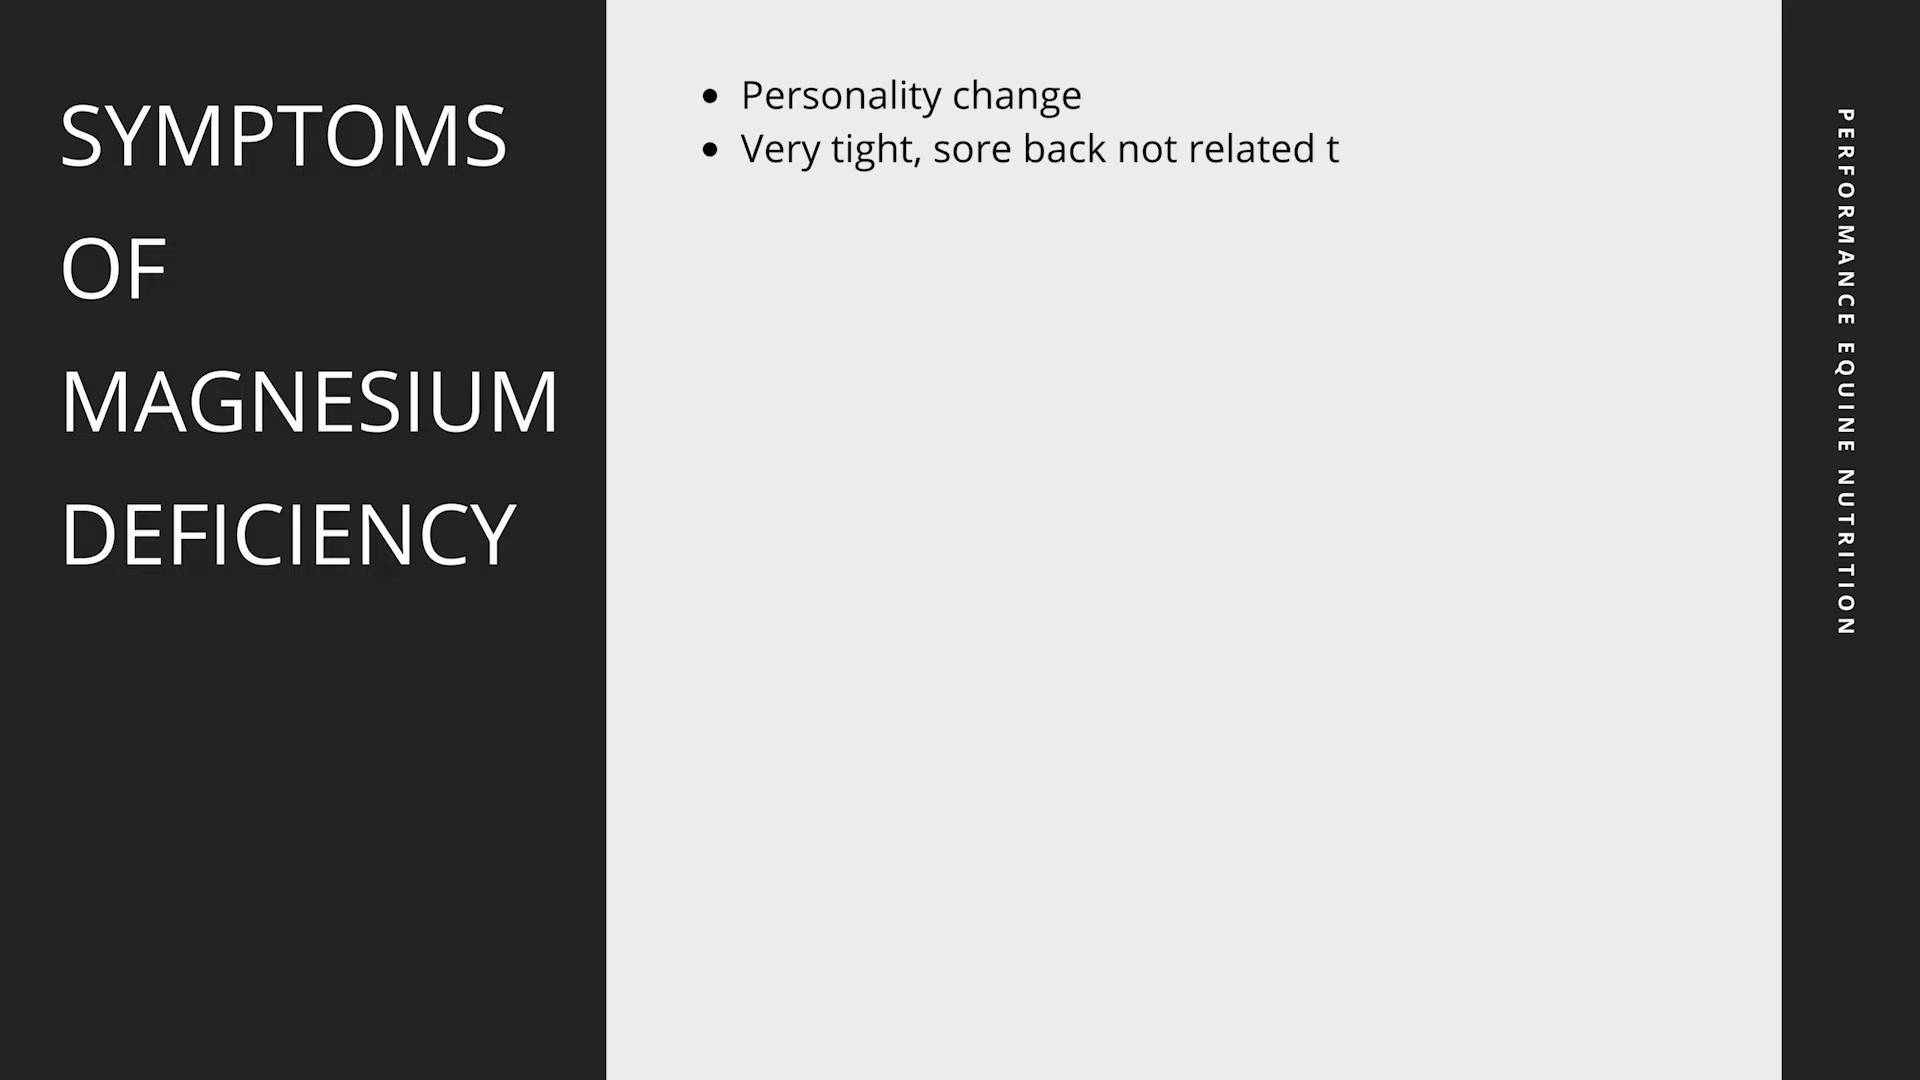 SYMPTOMS
OF
MAGNESIUM
DEFICIENCY
• Personality change
• Very tight, sore back not related t
PERFORMANCE EQUINE NUTRITION